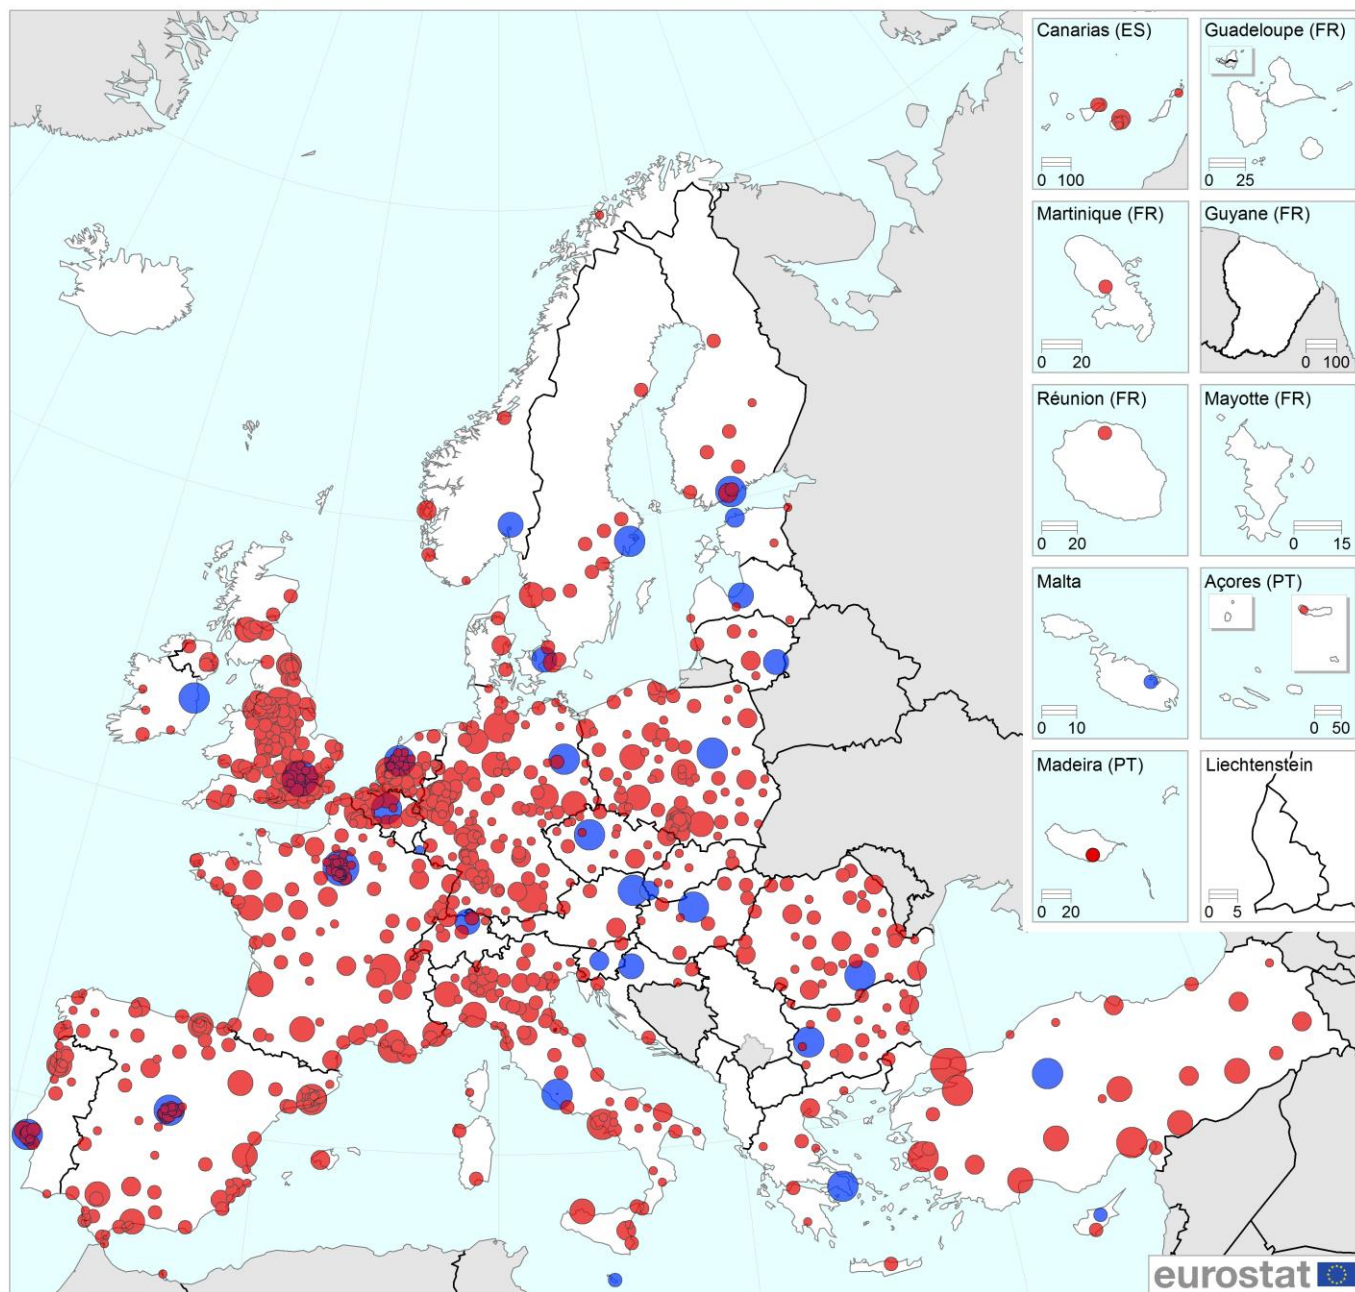 Canarias (ES)
0 100
Guadeloupe (FR)
0 25
Martinique (FR)
0 20
Guyane (FR)
0 100
Réunion (FR)
0 20
Mayotte (FR)
0 15
Malta
0 10
Açores (PT)
0 50
Madeira (PT)
0 20
Liechtenstein
0 5
eurostat